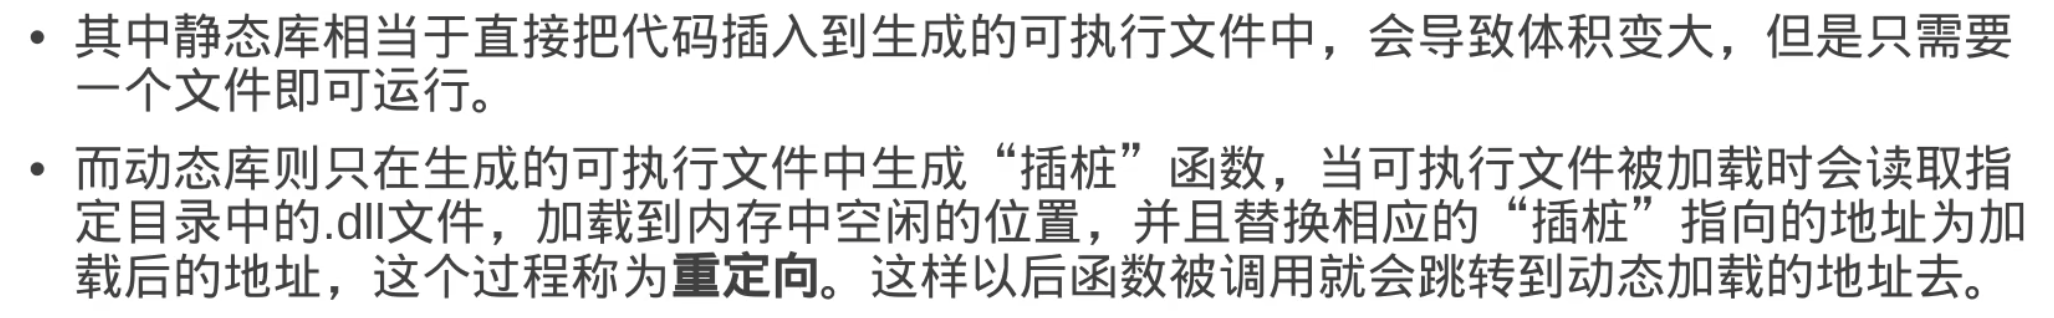 • 其中静态库相当于直接把代码插入到生成的可执行文件中，会导致体积变大，但是只需要
一个文件即可运行。
• 而动态库则只在生成的可执行文件中生成“插桩”函数，当可执行文件被加载时会读取指
定目录中的.dll文件，加载到内存中空闲的位置，并且替换相应的“插桩”指向的地址为加
载后的地址，这个过程称为重定向。这样以后函数被调用就会跳转到动态加载的地址去。